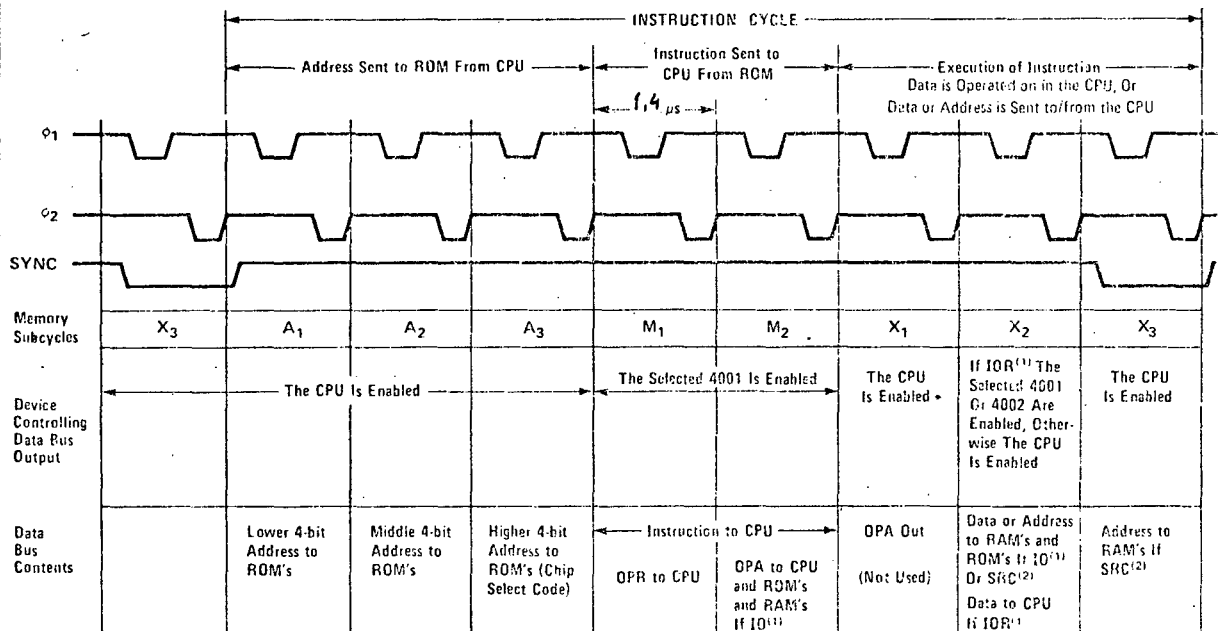 INSTRUCTION CYCLE
Address Sent to ROM From CPU
Instruction Sent to
CPU From ROM
Execution of Instruction
Data is Operated on in the CPU, Or
Data or Address is Sent to/from the CPU
1,4 μs
φ1
φ2
SYNC
Memory
Subcycles
X3
A1
A2
A3
M1
M2
X1
X2
X3
Device
Controlling
Data Bus
Output
The CPU Is Enabled
The Selected 4001 Is Enabled
The CPU
Is Enabled
If IOR(1) The
Selected 4001
Or 4002 Are
Enabled, Other-
wise The CPU
Is Enabled
The CPU
Is Enabled
Data
Bus
Contents
Lower 4-bit
Address to
ROM's
Middle 4-bit
Address to
ROM's
Higher 4-bit
Address to
ROM's (Chip
Select Code)
Instruction to CPU
OPR to CPU
OPA to CPU
and ROM's
and RAM's
If IO(1)
OPA Out
(Not Used)
Data or Address
to RAM's and
ROM's If IO(1)
Or SRC(2)
Data to CPU
If IOR(1)
Address to
RAM's If
SRC(2)